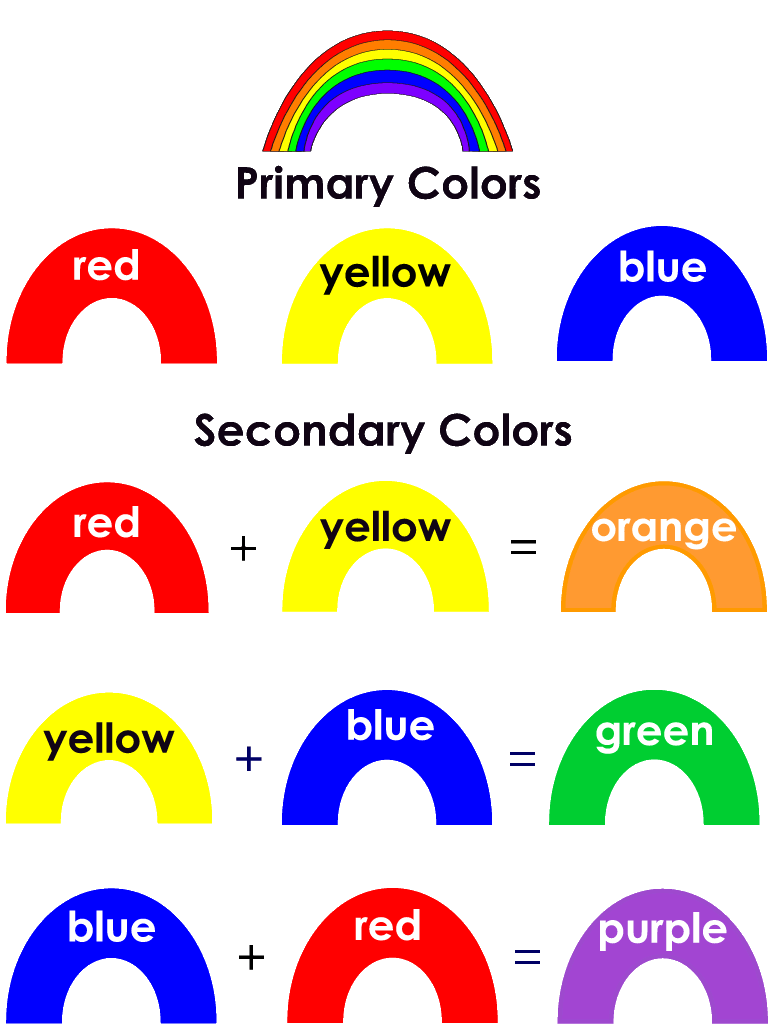 Primary Colors
red yellow blue
Secondary Colors
red + yellow = orange
yellow + blue = green
blue + red = purple